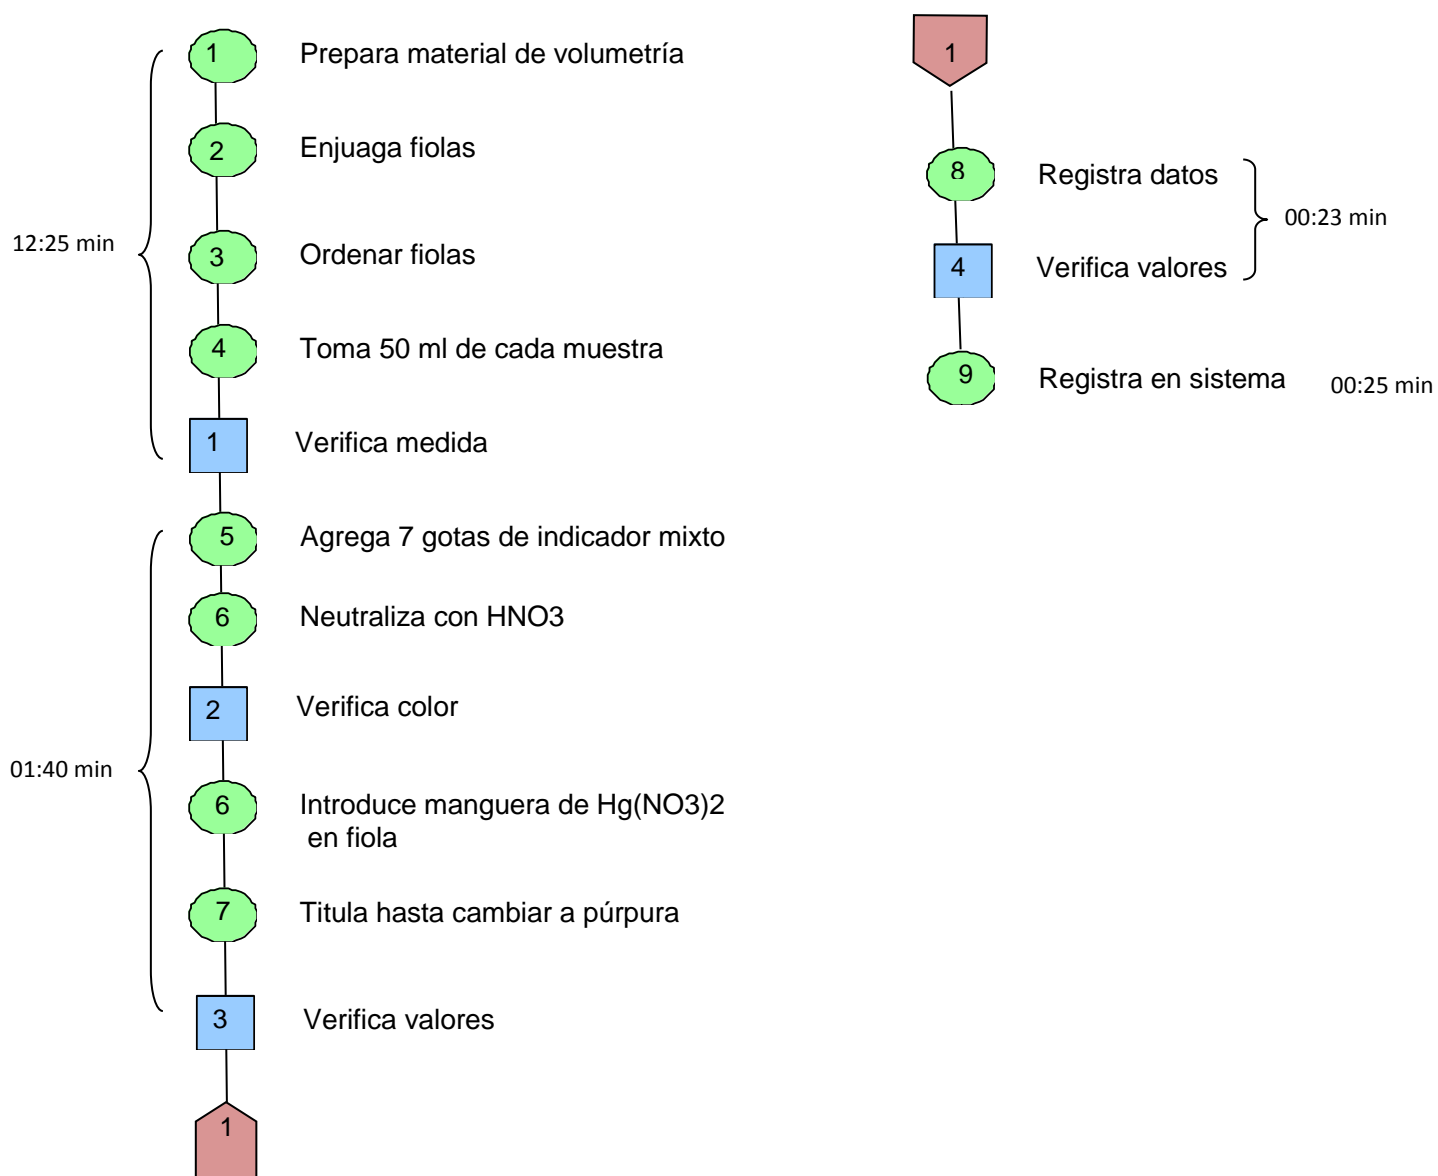 1 Prepara material de volumetría
2 Enjuaga fiolas
12:25 min
3 Ordenar fiolas
4 Toma 50 ml de cada muestra
1 Verifica medida
5 Agrega 7 gotas de indicador mixto
6 Neutraliza con HNO3
2 Verifica color
01:40 min
6 Introduce manguera de Hg(NO3)2
en fiola
7 Titula hasta cambiar a púrpura
3 Verifica valores
1
1
8 Registra datos
00:23 min
4 Verifica valores
9 Registra en sistema 00:25 min